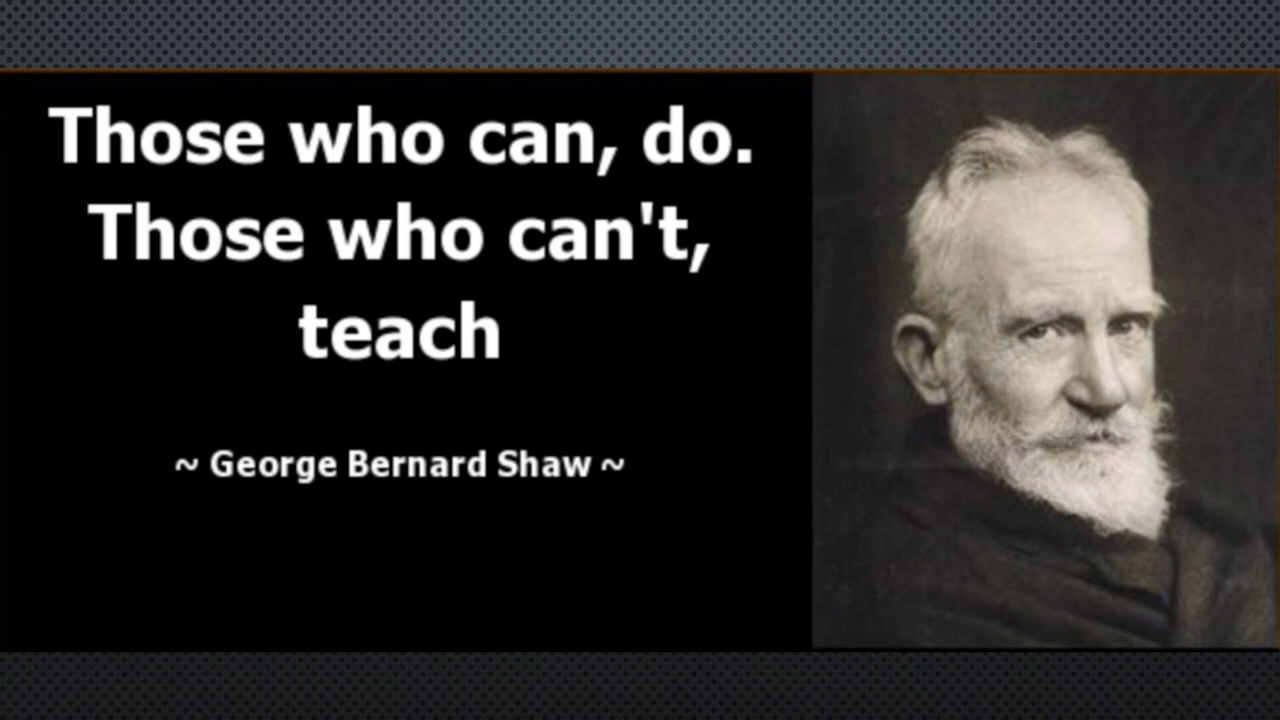 Those who can, do.
Those who can't,
teach
~ George Bernard Shaw ~